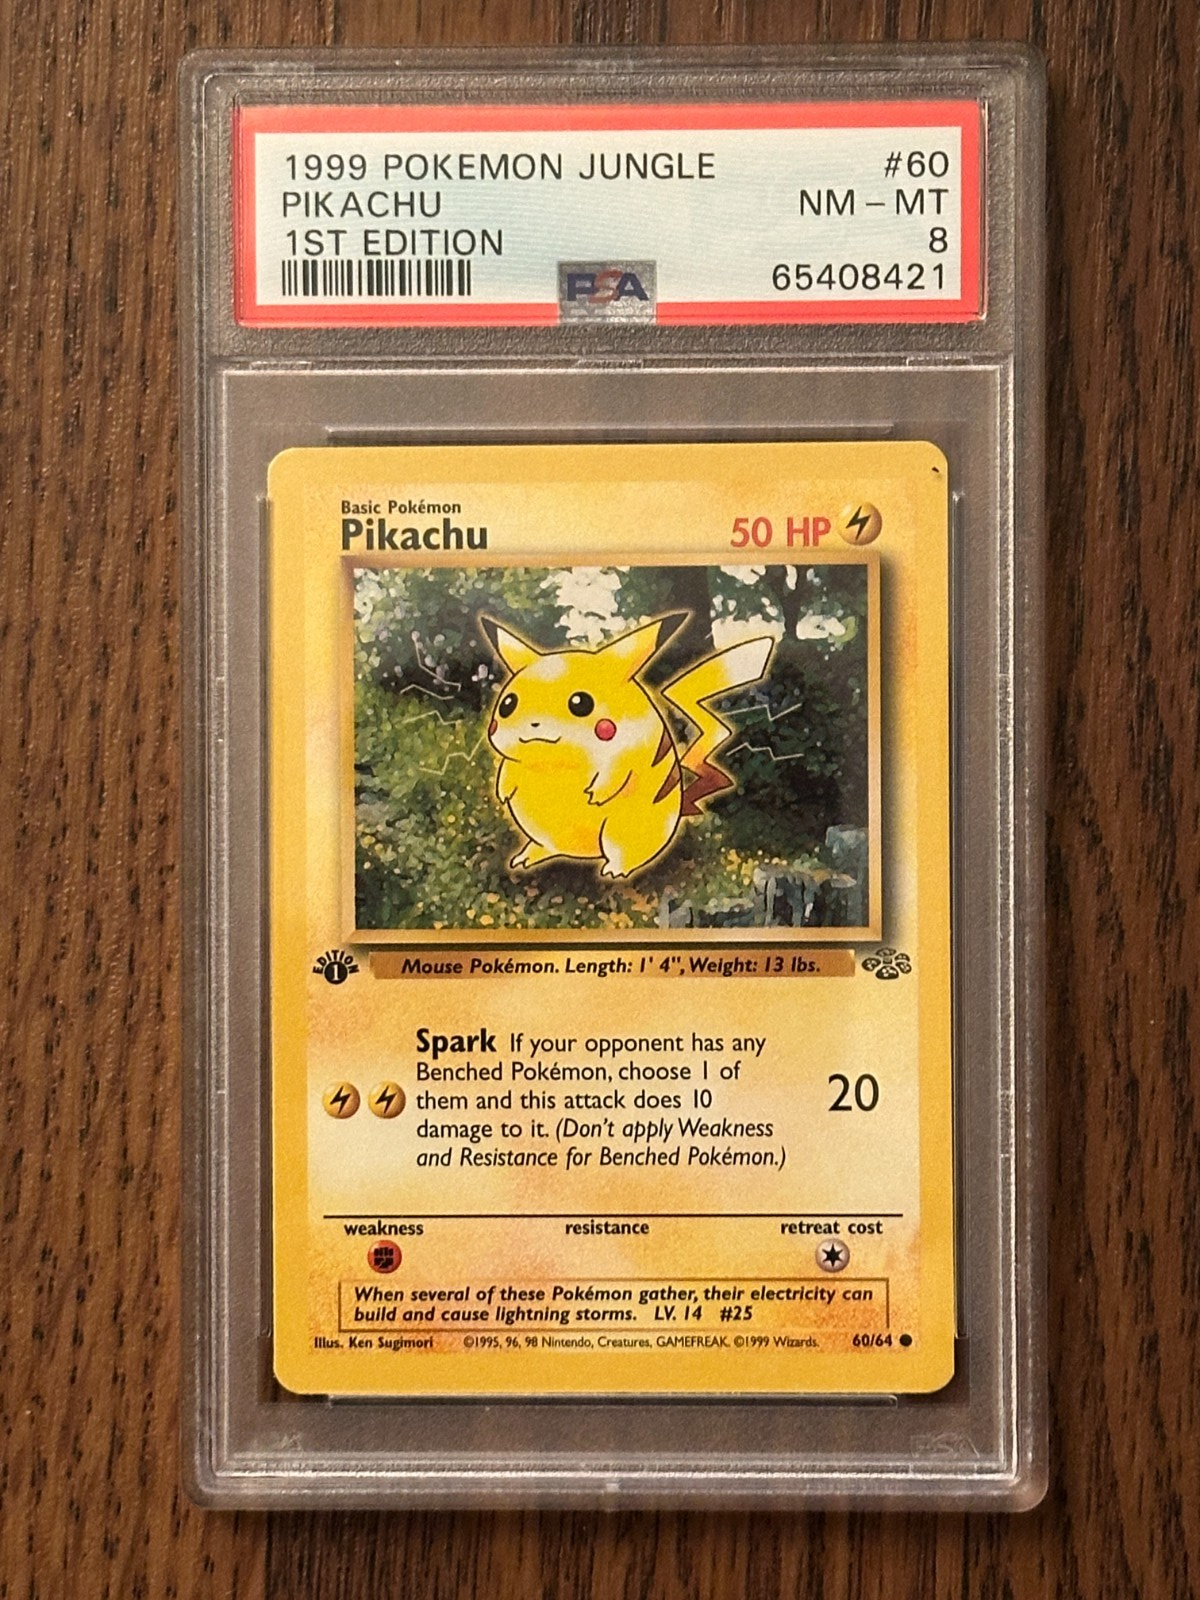 1999 POKEMON JUNGLE #60
PIKACHU NM - MT
1ST EDITION 8
65408421
PSA
Basic Pokémon
Pikachu 50 HP
EDITION
1
Mouse Pokémon. Length: 1' 4", Weight: 13 lbs.
Spark If your opponent has any
Benched Pokémon, choose 1 of
them and this attack does 10
damage to it. (Don't apply Weakness
and Resistance for Benched Pokémon.)
20
weakness resistance retreat cost
When several of these Pokémon gather, their electricity can
build and cause lightning storms. LV. 14 #25
Illus. Ken Sugimori ©1995, 96, 98 Nintendo, Creatures, GAMEFREAK. ©1999 Wizards. 60/64
PSA